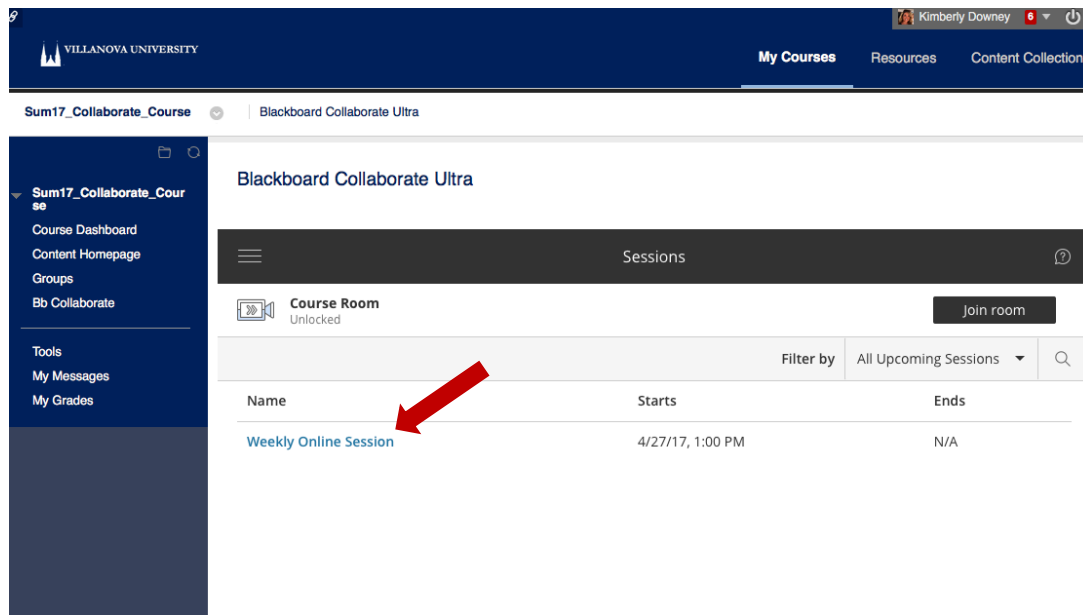 Kimberly Downey 6
VILLANOVA UNIVERSITY
My Courses Resources Content Collection
Sum17_Collaborate_Course Blackboard Collaborate Ultra
Sum17_Collaborate_Cour
se
Course Dashboard
Content Homepage
Groups
Bb Collaborate
Tools
My Messages
My Grades
Blackboard Collaborate Ultra
Sessions
?
Course Room
Unlocked
Join room
Filter by All Upcoming Sessions
Name Starts Ends
Weekly Online Session 4/27/17, 1:00 PM N/A